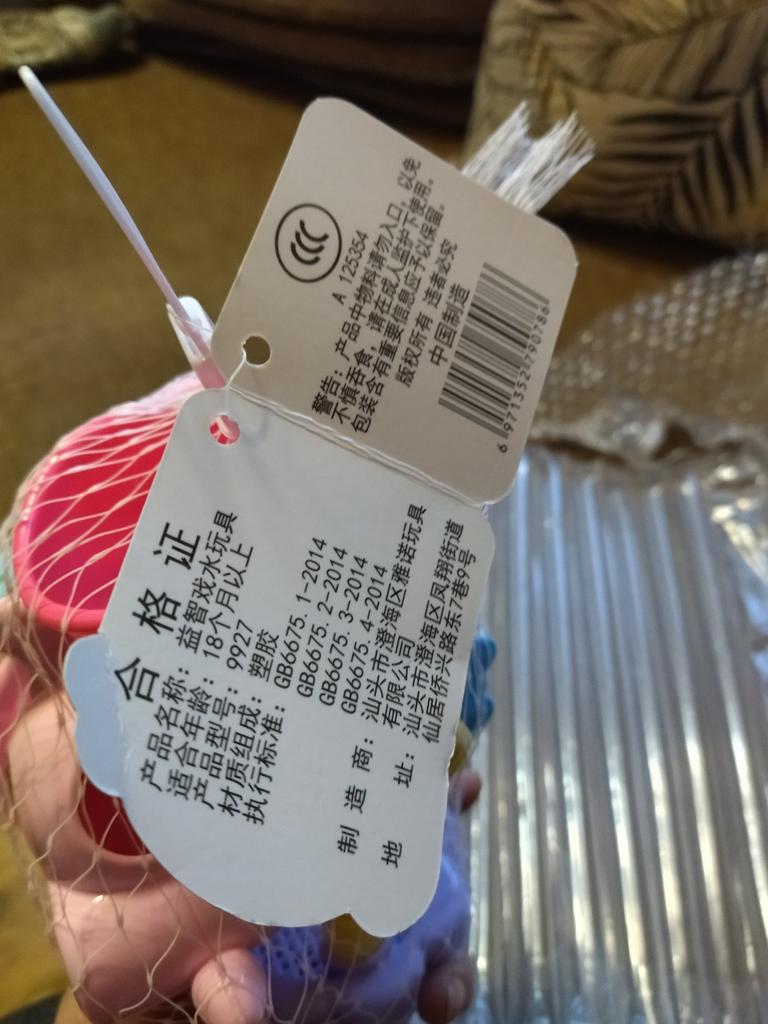 A 125354
警告：产品中物料请勿入口，以免
不慎吞食，请在成人监护下使用。
包装含有重要信息应予以保留。
版权所有 违者必究
中国制造
6 971352 790786
合格证
产品名称：益智戏水玩具
适合年龄：18个月以上
产品型号：9927
材质组成：塑胶
执行标准：GB6675.1-2014
GB6675.2-2014
GB6675.3-2014
GB6675.4-2014
制造商：汕头市澄海区雅诺玩具
有限公司
地址：汕头市澄海区凤翔街道
仙居侨兴路东7巷9号